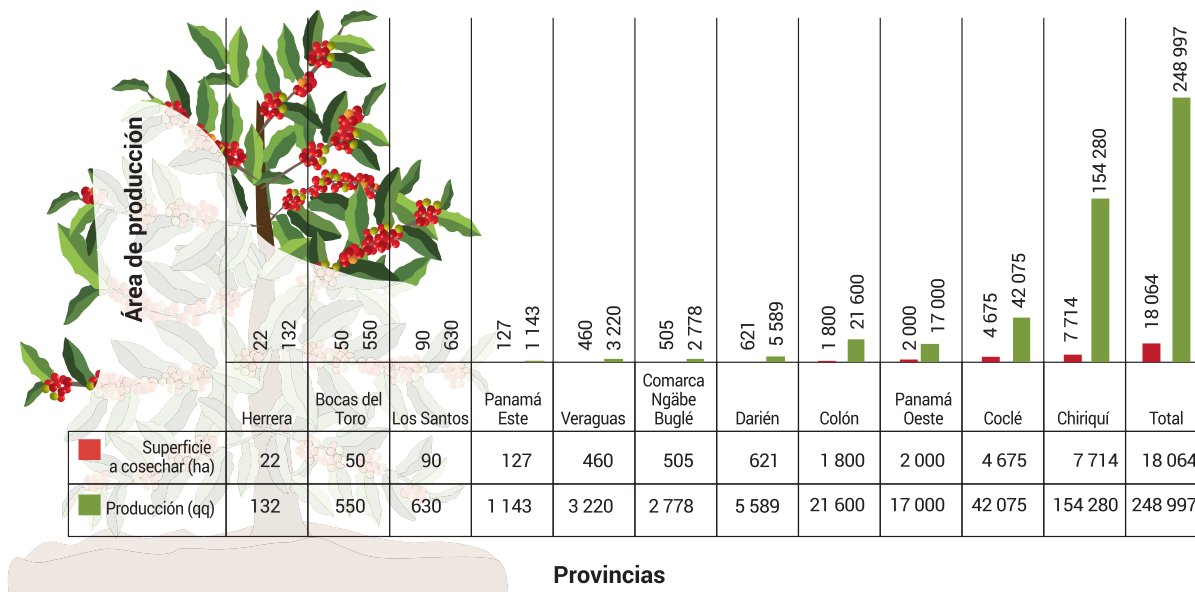 Área de producción
22
132
50
550
90
630
127
1 143
460
3 220
505
2 778
621
5 589
1 800
21 600
2 000
17 000
4 675
42 075
7 714
154 280
18 064
248 997
Herrera
Bocas del
Toro
Los Santos
Panamá
Este
Veraguas
Comarca
Ngäbe
Buglé
Darién
Colón
Panamá
Oeste
Coclé
Chiriquí
Total
Superficie
a cosechar (ha)
22 50 90 127 460 505 621 1 800 2 000 4 675 7 714 18 064
Producción (qq) 132 550 630 1 143 3 220 2 778 5 589 21 600 17 000 42 075 154 280 248 997
Provincias